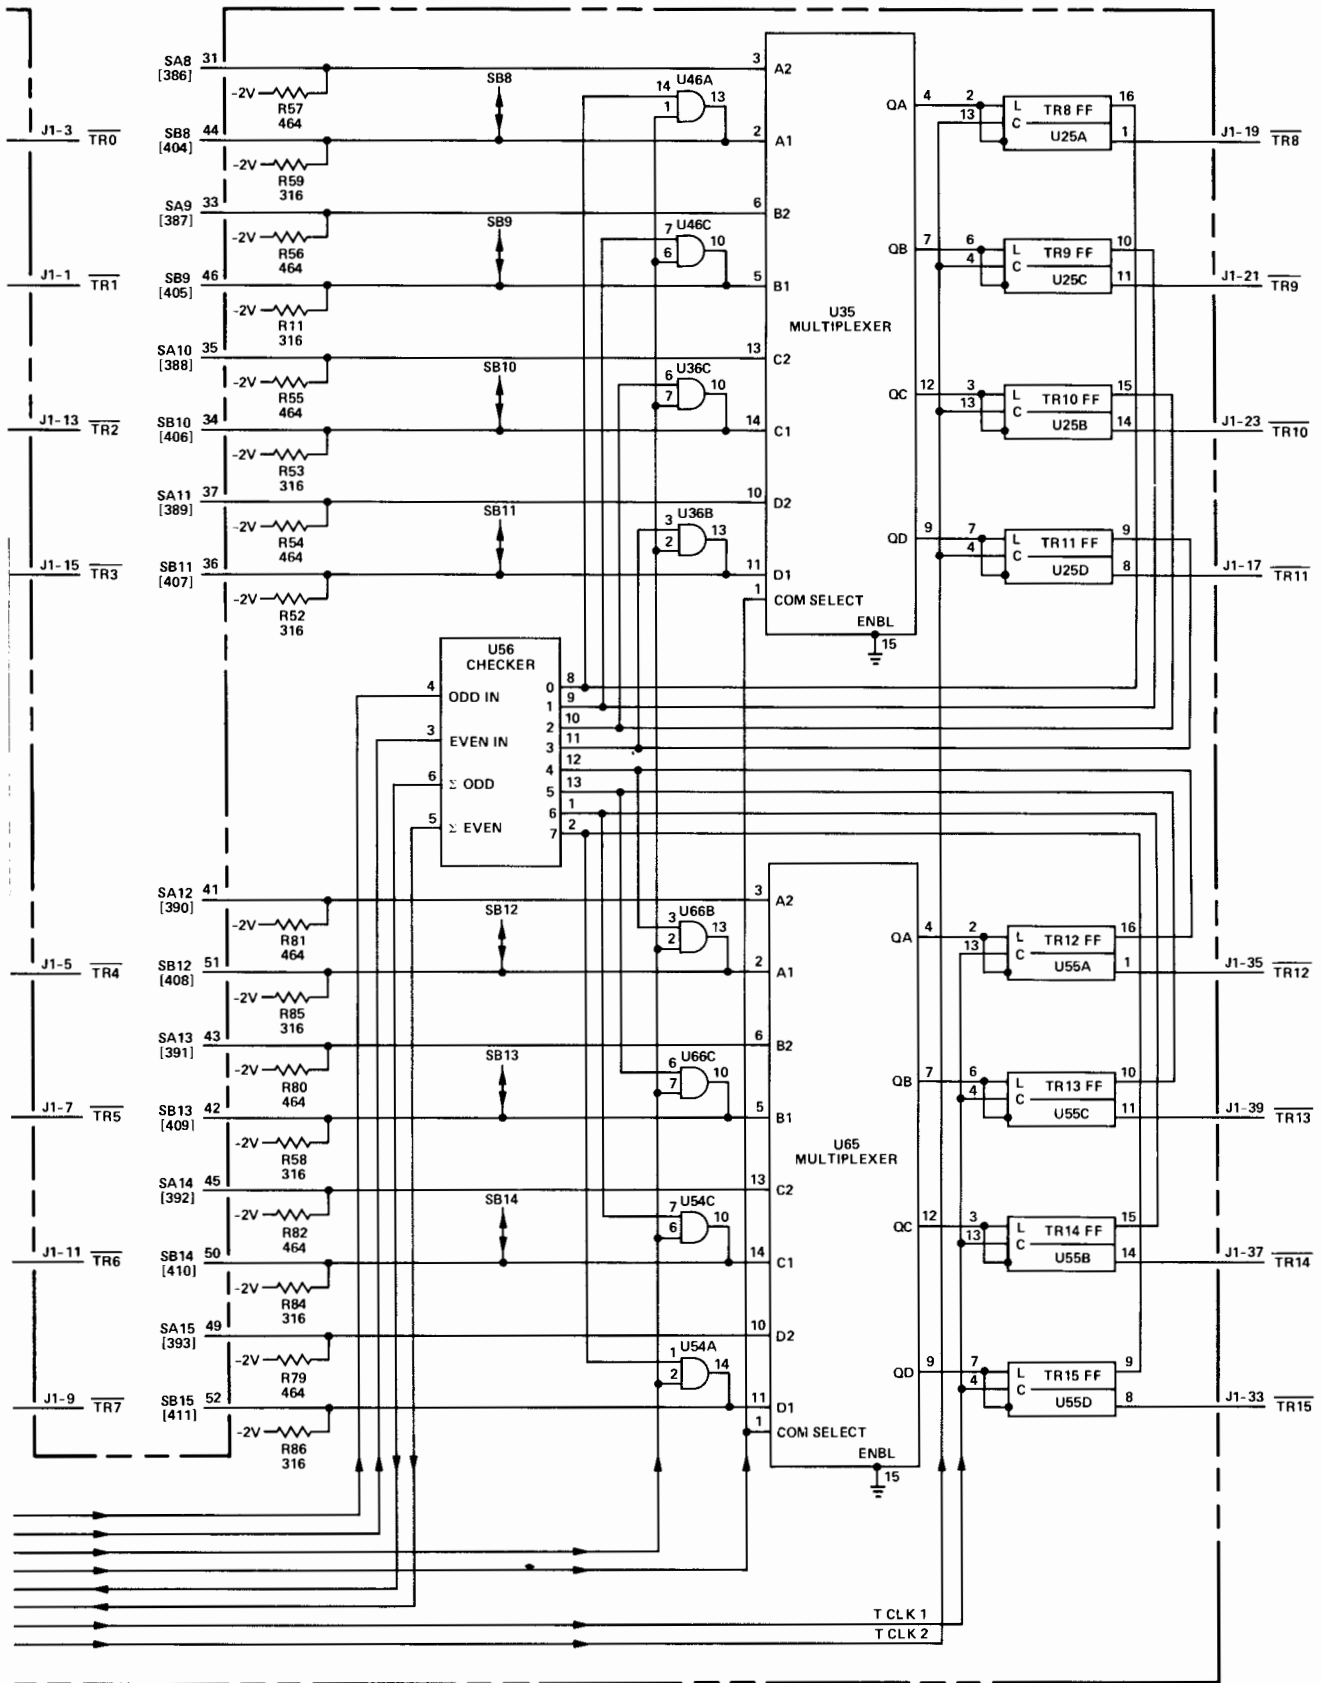 SA8 31
[386]
-2V
R57
464
J1-3 TR0
SB8 44
[404]
-2V
R59
316
SA9 33
[387]
-2V
R56
464
J1-1 TR1
SB9 46
[405]
-2V
R11
316
SA10 35
[388]
-2V
R55
464
J1-13 TR2
SB10 34
[406]
-2V
R53
316
SA11 37
[389]
-2V
R54
464
J1-15 TR3
SB11 36
[407]
-2V
R52
316
SB8
SB9
SB10
SB11
14 U46A
1 13
7 U46C
6 10
6 U36C
7 10
3 U36B
2 13
3 A2
2 A1
6 B2
5 B1
13 C2
14 C1
10 D2
11 D1
1 COM SELECT
U35
MULTIPLEXER
ENBL
15
QA 4
QB 7
QC 12
QD 9
2 L TR8 FF 16
13 C U25A 1
J1-19 TR8
6 L TR9 FF 10
4 C U25C 11
J1-21 TR9
3 L TR10 FF 15
13 C U25B 14
J1-23 TR10
7 L TR11 FF 9
4 C U25D 8
J1-17 TR11
U56
CHECKER
4 ODD IN
3 EVEN IN
6 Σ ODD
5 Σ EVEN
0 8
1 9
2 10
3 11
4 12
5 13
6 1
7 2
SA12 41
[390]
-2V
R81
464
J1-5 TR4
SB12 51
[408]
-2V
R85
316
SA13 43
[391]
-2V
R80
464
J1-7 TR5
SB13 42
[409]
-2V
R58
316
SA14 45
[392]
-2V
R82
464
J1-11 TR6
SB14 50
[410]
-2V
R84
316
SA15 49
[393]
-2V
R79
464
J1-9 TR7
SB15 52
[411]
-2V
R86
316
SB12
SB13
SB14
3 U66B
2 13
6 U66C
7 10
7 U54C
6 10
1 U54A
2 14
3 A2
2 A1
6 B2
5 B1
13 C2
14 C1
10 D2
11 D1
1 COM SELECT
U65
MULTIPLEXER
ENBL
15
QA 4
QB 7
QC 12
QD 9
2 L TR12 FF 16
13 C U55A 1
J1-35 TR12
6 L TR13 FF 10
4 C U55C 11
J1-39 TR13
3 L TR14 FF 15
13 C U55B 14
J1-37 TR14
7 L TR15 FF 9
4 C U55D 8
J1-33 TR15
T CLK 1
T CLK 2